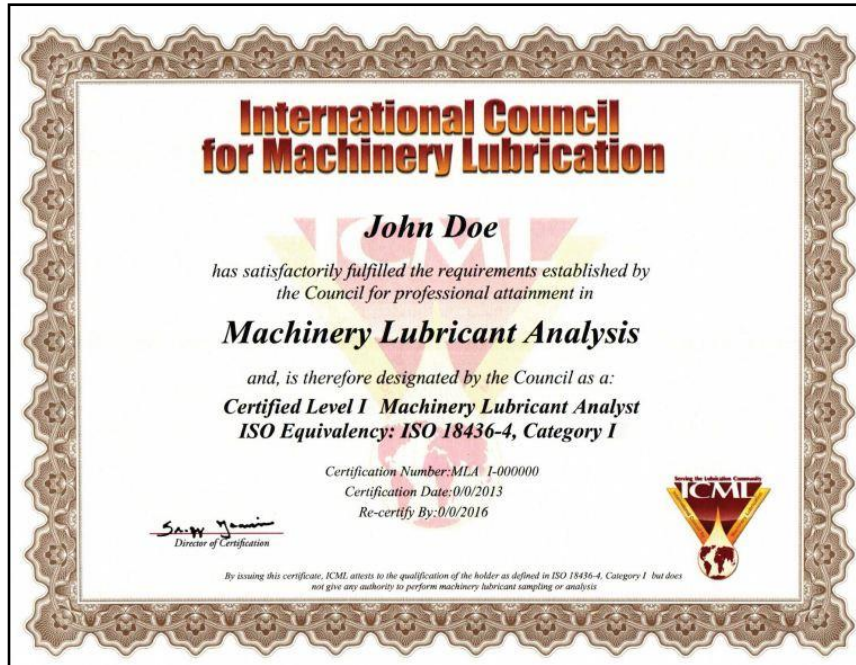 International Council
for Machinery Lubrication
John Doe
has satisfactorily fulfilled the requirements established by
the Council for professional attainment in
Machinery Lubricant Analysis
and, is therefore designated by the Council as a:
Certified Level I Machinery Lubricant Analyst
ISO Equivalency: ISO 18436-4, Category I
Certification Number:MLA I-000000
Certification Date:0/0/2013
Re-certify By:0/0/2016
Director of Certification
Serving the Lubrication Community
ICML
By issuing this certificate, ICML attests to the qualification of the holder as defined in ISO 18436-4, Category I but does
not give any authority to perform machinery lubricant sampling or analysis